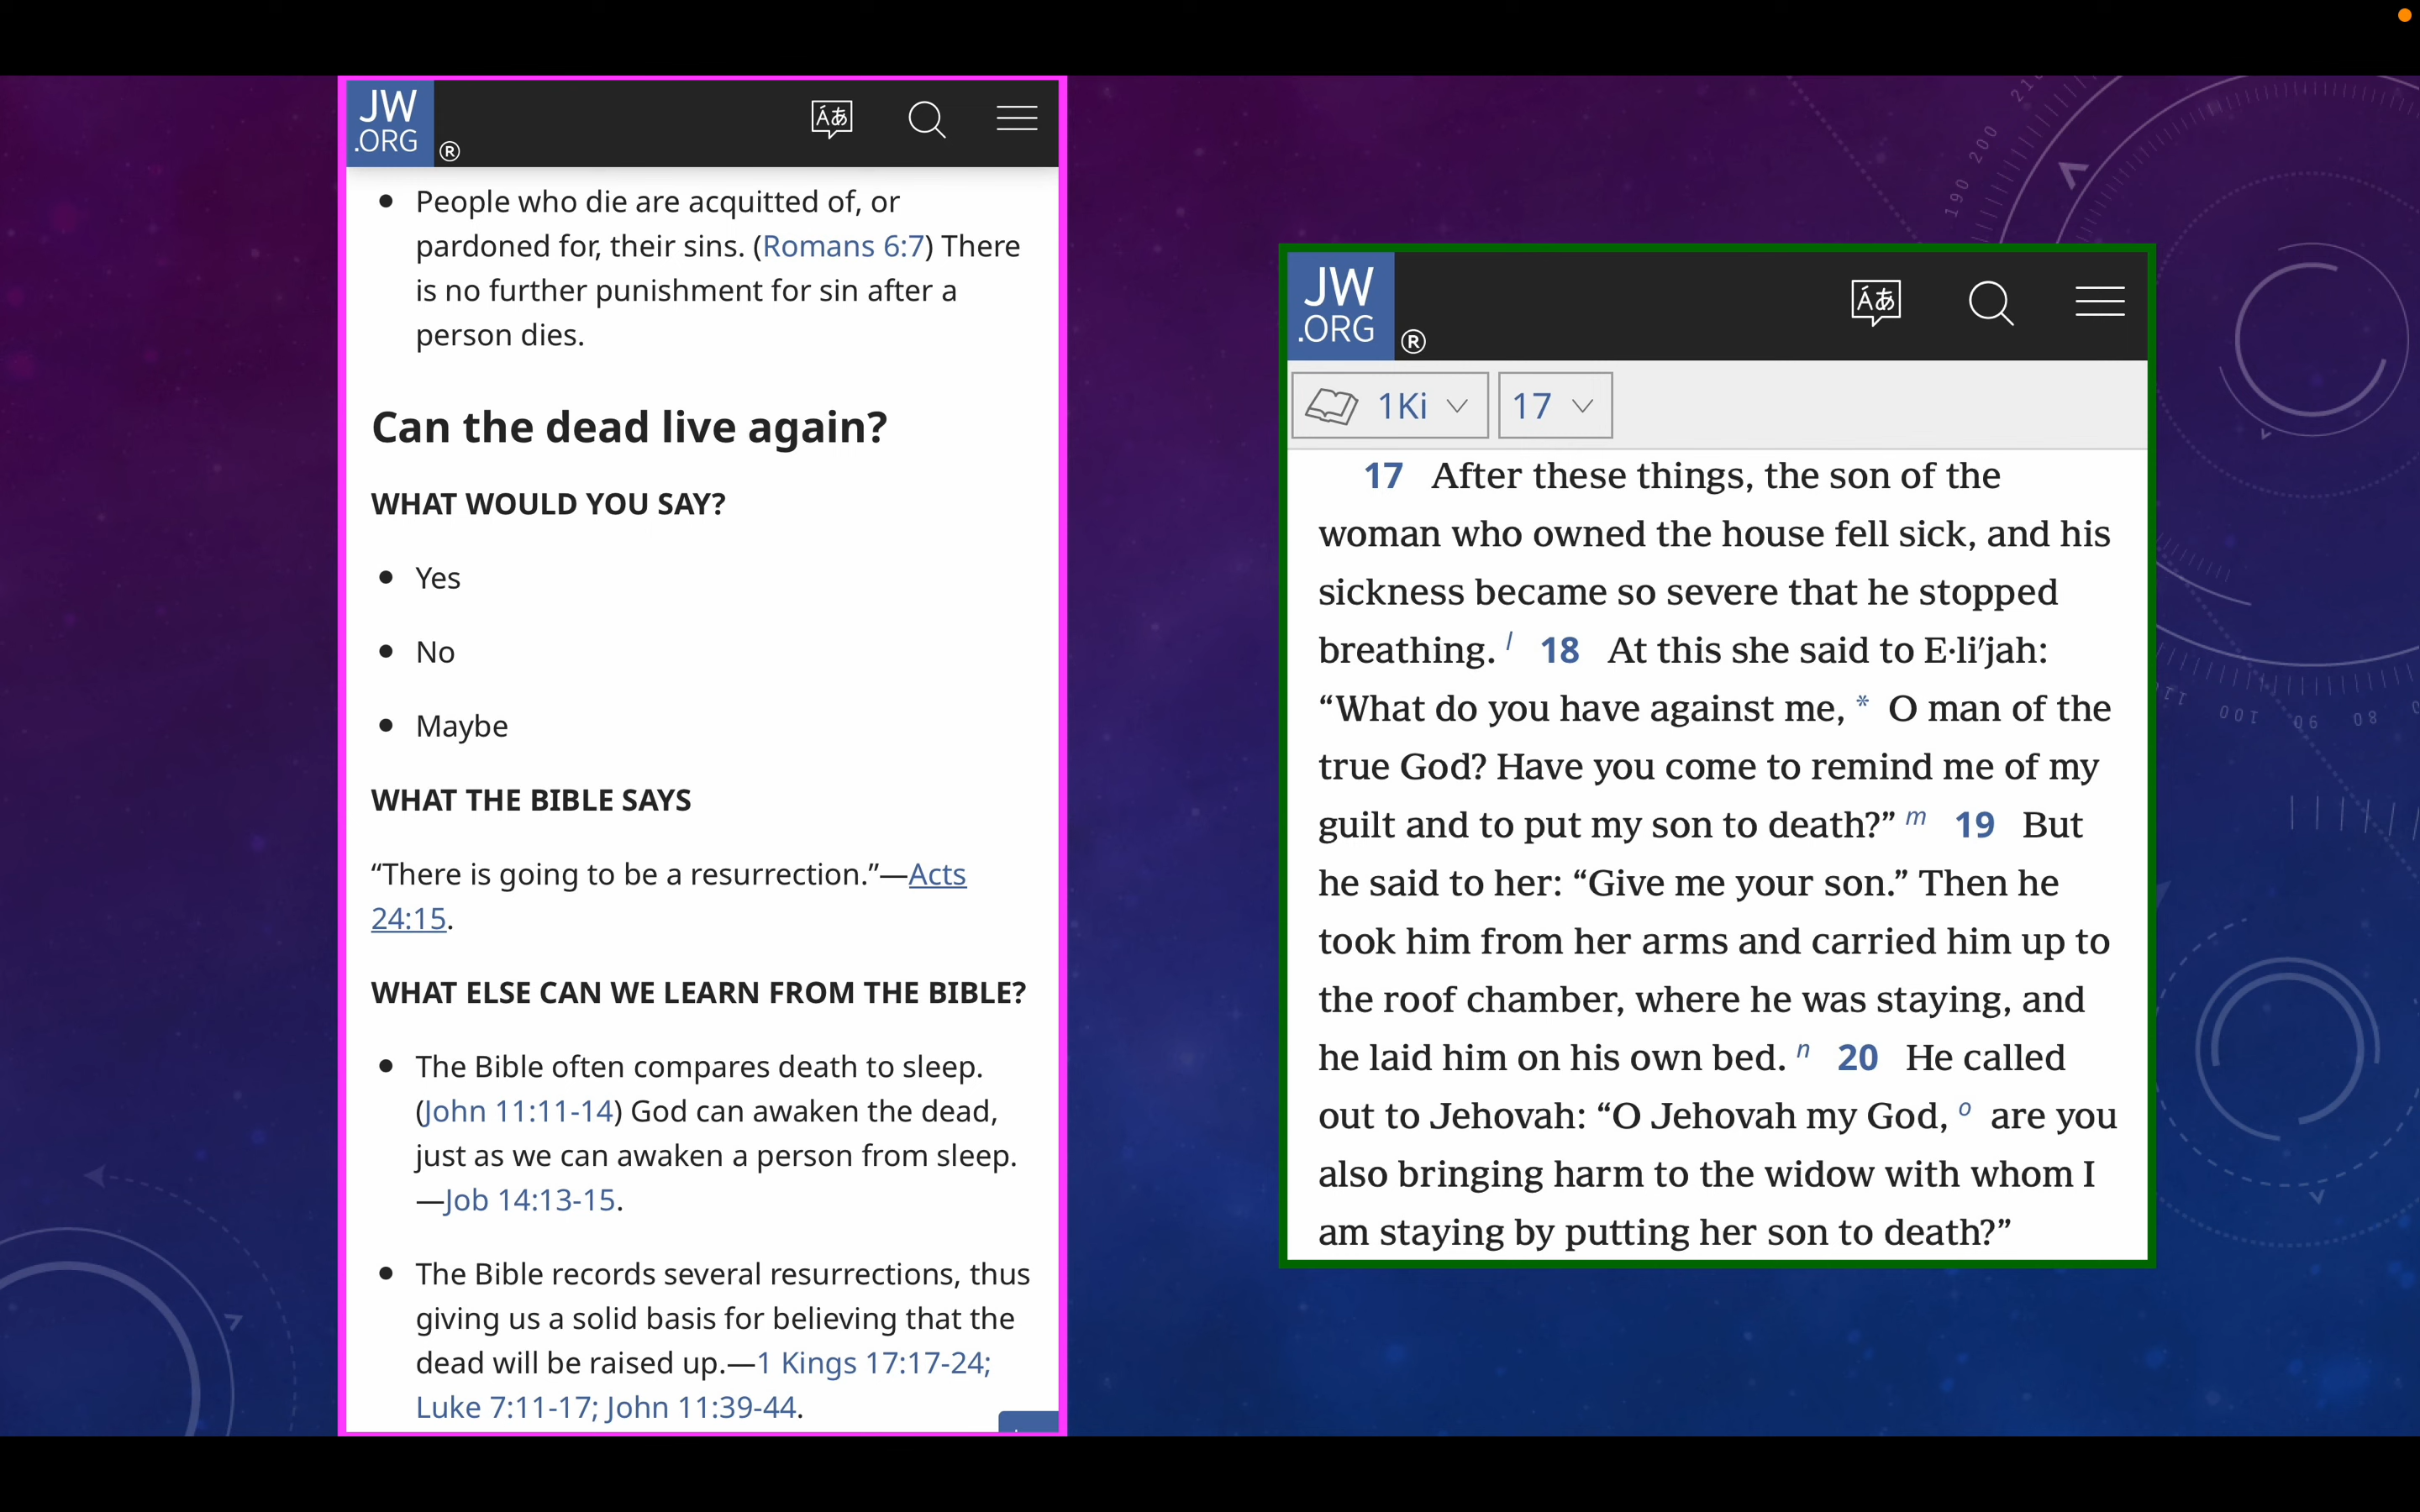 JW
.ORG
®
Áあ
People who die are acquitted of, or
pardoned for, their sins. (Romans 6:7) There
is no further punishment for sin after a
person dies.
Can the dead live again?
WHAT WOULD YOU SAY?
Yes
No
Maybe
WHAT THE BIBLE SAYS
“There is going to be a resurrection.”—Acts
24:15.
WHAT ELSE CAN WE LEARN FROM THE BIBLE?
The Bible often compares death to sleep.
(John 11:11-14) God can awaken the dead,
just as we can awaken a person from sleep.
—Job 14:13-15.
The Bible records several resurrections, thus
giving us a solid basis for believing that the
dead will be raised up.—1 Kings 17:17-24;
Luke 7:11-17; John 11:39-44.
JW
.ORG
®
Áあ
1Ki 17
17 After these things, the son of the
woman who owned the house fell sick, and his
sickness became so severe that he stopped
breathing. l 18 At this she said to E·liʹjah:
“What do you have against me, * O man of the
true God? Have you come to remind me of my
guilt and to put my son to death?” m 19 But
he said to her: “Give me your son.” Then he
took him from her arms and carried him up to
the roof chamber, where he was staying, and
he laid him on his own bed. n 20 He called
out to Jehovah: “O Jehovah my God, o are you
also bringing harm to the widow with whom I
am staying by putting her son to death?”
210
200
190
100
90
80